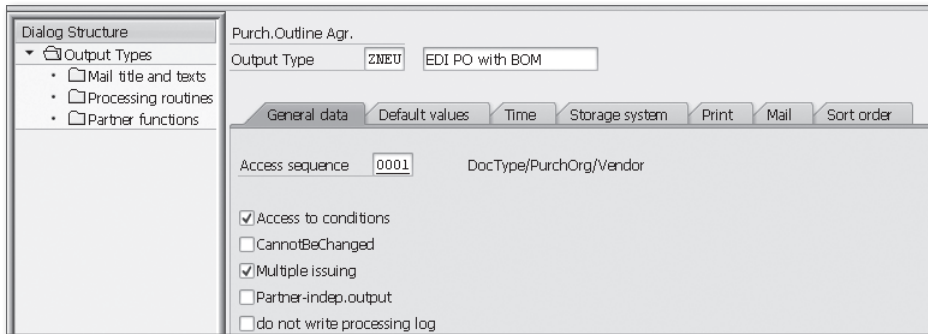 Dialog Structure
Output Types
Mail title and texts
Processing routines
Partner functions
Purch.Outline Agr.
Output Type ZNEU EDI PO with BOM
General data Default values Time Storage system Print Mail Sort order
Access sequence 0001 DocType/PurchOrg/Vendor
Access to conditions
CannotBeChanged
Multiple issuing
Partner-indep.output
do not write processing log